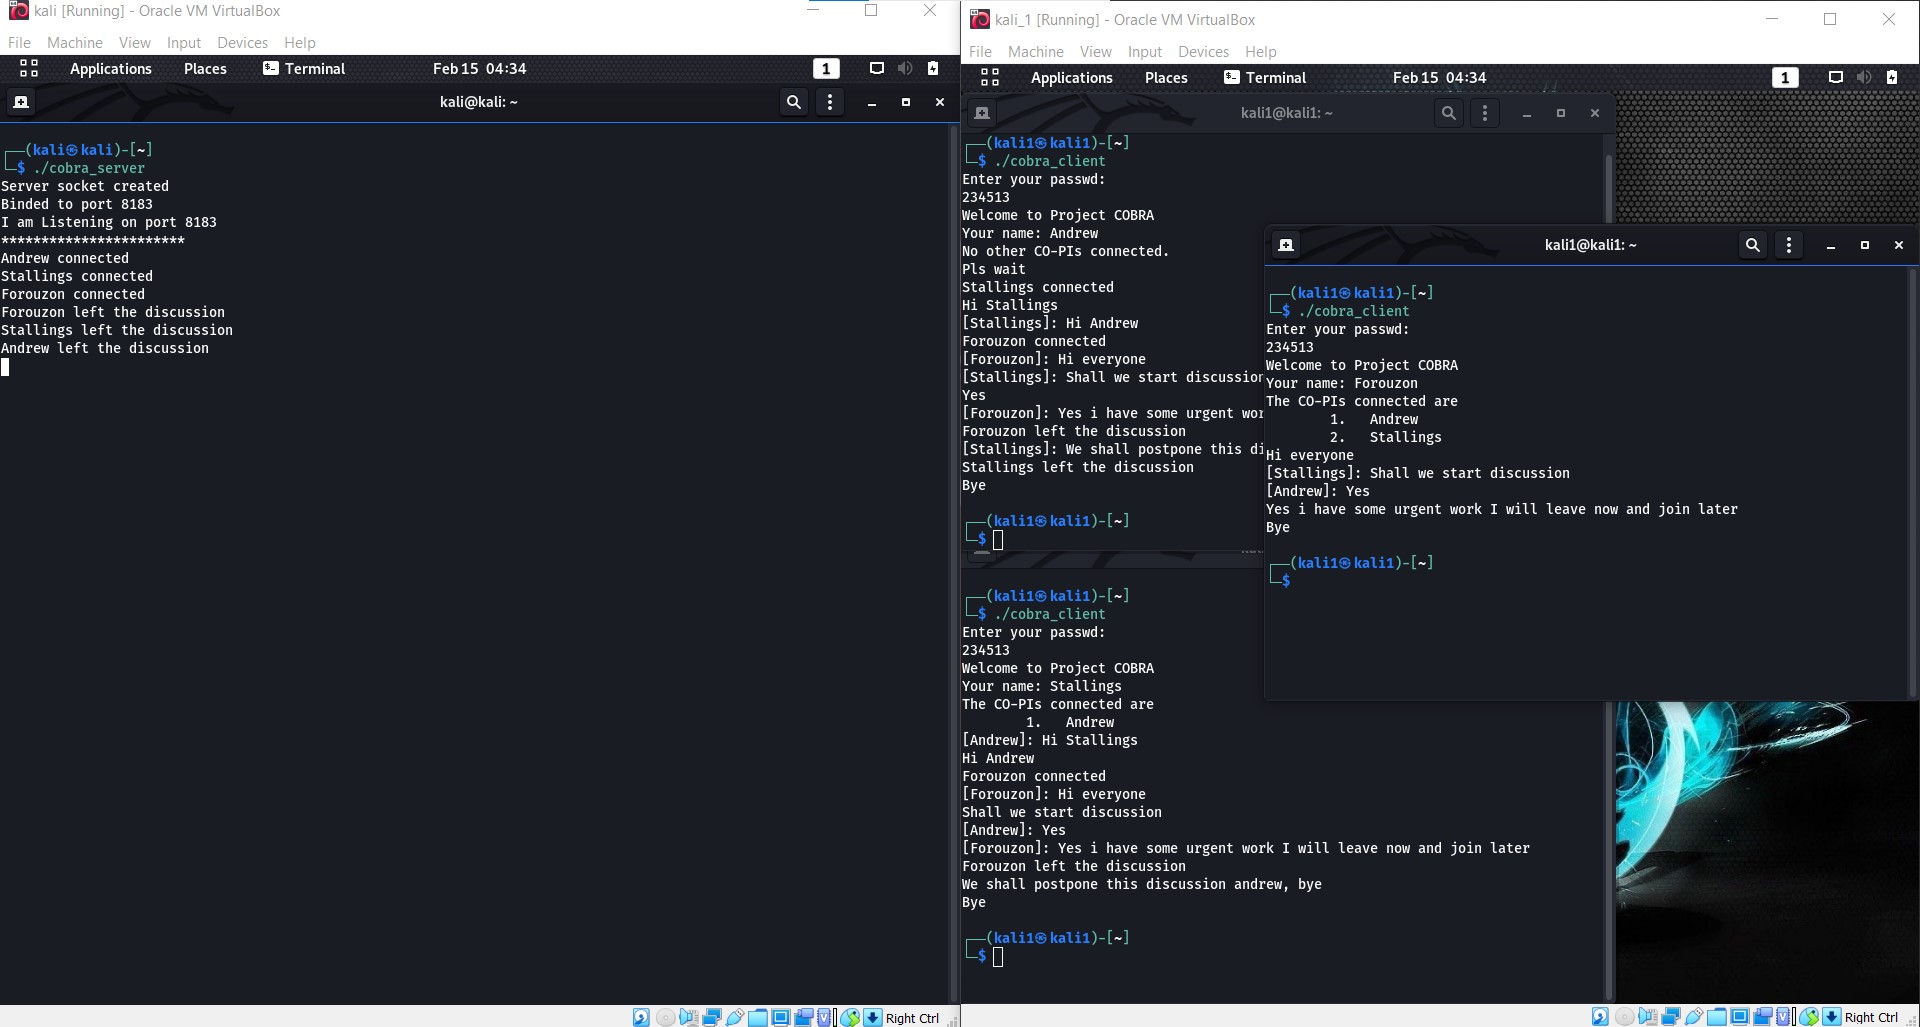 kali [Running] - Oracle VM VirtualBox
File Machine View Input Devices Help
Applications Places Terminal Feb 15 04:34 1
kali@kali: ~
(kali㉿kali)-[~]
$ ./cobra_server
Server socket created
Binded to port 8183
I am Listening on port 8183
***********************
Andrew connected
Stallings connected
Forouzon connected
Forouzon left the discussion
Stallings left the discussion
Andrew left the discussion
Right Ctrl
kali_1 [Running] - Oracle VM VirtualBox
File Machine View Input Devices Help
Applications Places Terminal Feb 15 04:34 1
kali1@kali1: ~
(kali1㉿kali1)-[~]
$ ./cobra_client
Enter your passwd:
234513
Welcome to Project COBRA
Your name: Andrew
No other CO-PIs connected.
Pls wait
Stallings connected
Hi Stallings
[Stallings]: Hi Andrew
Forouzon connected
[Forouzon]: Hi everyone
[Stallings]: Shall we start discussion
Yes
[Forouzon]: Yes i have some urgent wor
Forouzon left the discussion
[Stallings]: We shall postpone this di
Stallings left the discussion
Bye
(kali1㉿kali1)-[~]
$
(kali1㉿kali1)-[~]
$ ./cobra_client
Enter your passwd:
234513
Welcome to Project COBRA
Your name: Stallings
The CO-PIs connected are
1. Andrew
[Andrew]: Hi Stallings
Hi Andrew
Forouzon connected
[Forouzon]: Hi everyone
Shall we start discussion
[Andrew]: Yes
[Forouzon]: Yes i have some urgent work I will leave now and join later
Forouzon left the discussion
We shall postpone this discussion andrew, bye
Bye
(kali1㉿kali1)-[~]
$
kali1@kali1: ~
(kali1㉿kali1)-[~]
$ ./cobra_client
Enter your passwd:
234513
Welcome to Project COBRA
Your name: Forouzon
The CO-PIs connected are
1. Andrew
2. Stallings
Hi everyone
[Stallings]: Shall we start discussion
[Andrew]: Yes
Yes i have some urgent work I will leave now and join later
Bye
(kali1㉿kali1)-[~]
$
Right Ctrl